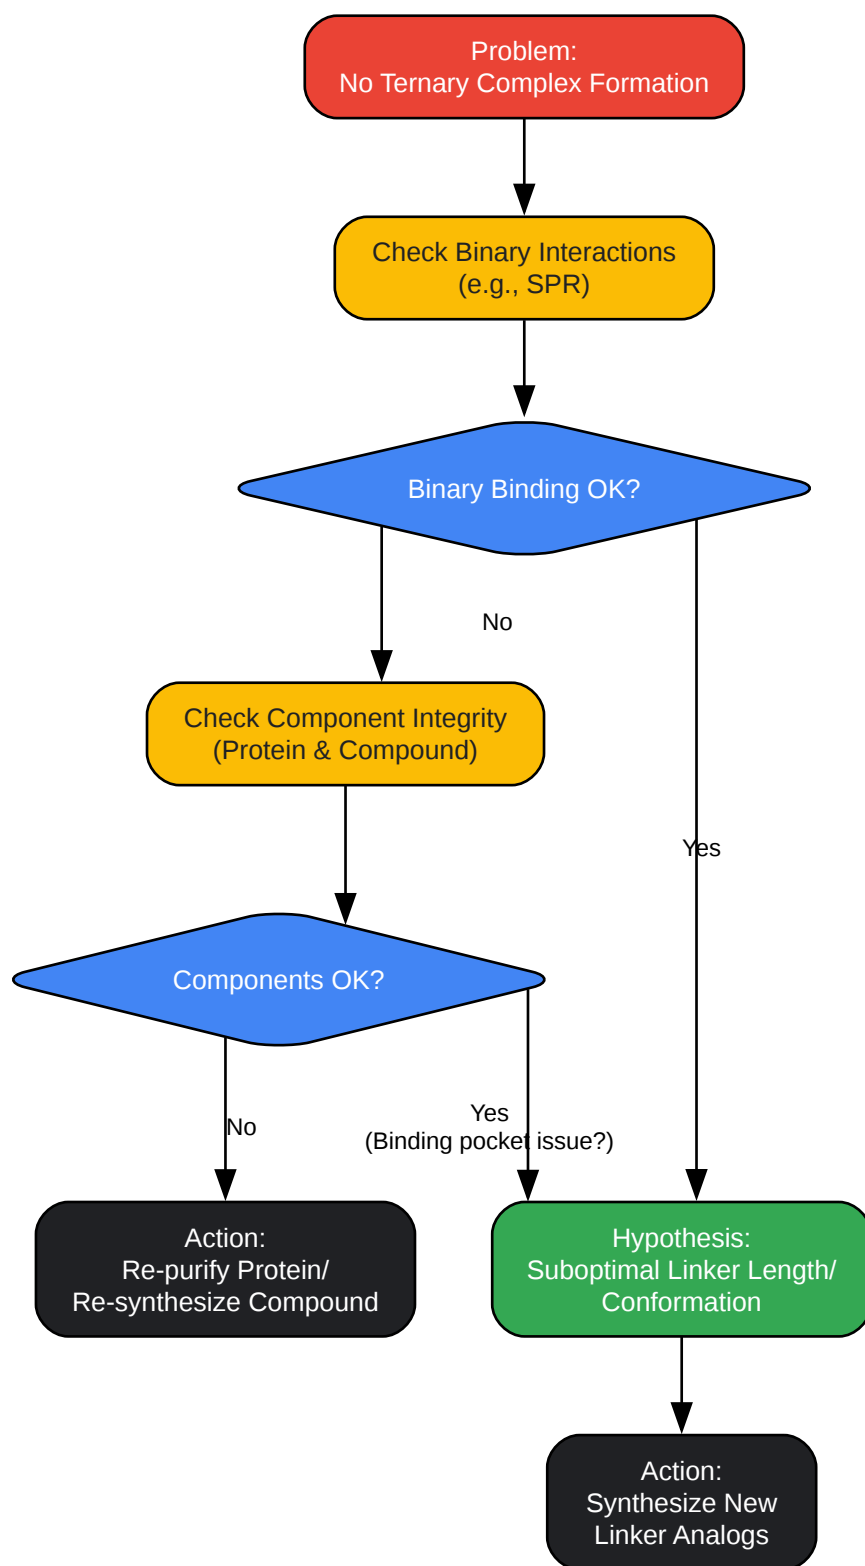 Problem:
No Ternary Complex Formation
Check Binary Interactions
(e.g., SPR)
Binary Binding OK?
No
Check Component Integrity
(Protein & Compound)
Yes
Components OK?
No
Yes
(Binding pocket issue?)
Action:
Re-purify Protein/
Re-synthesize Compound
Hypothesis:
Suboptimal Linker Length/
Conformation
Action:
Synthesize New
Linker Analogs